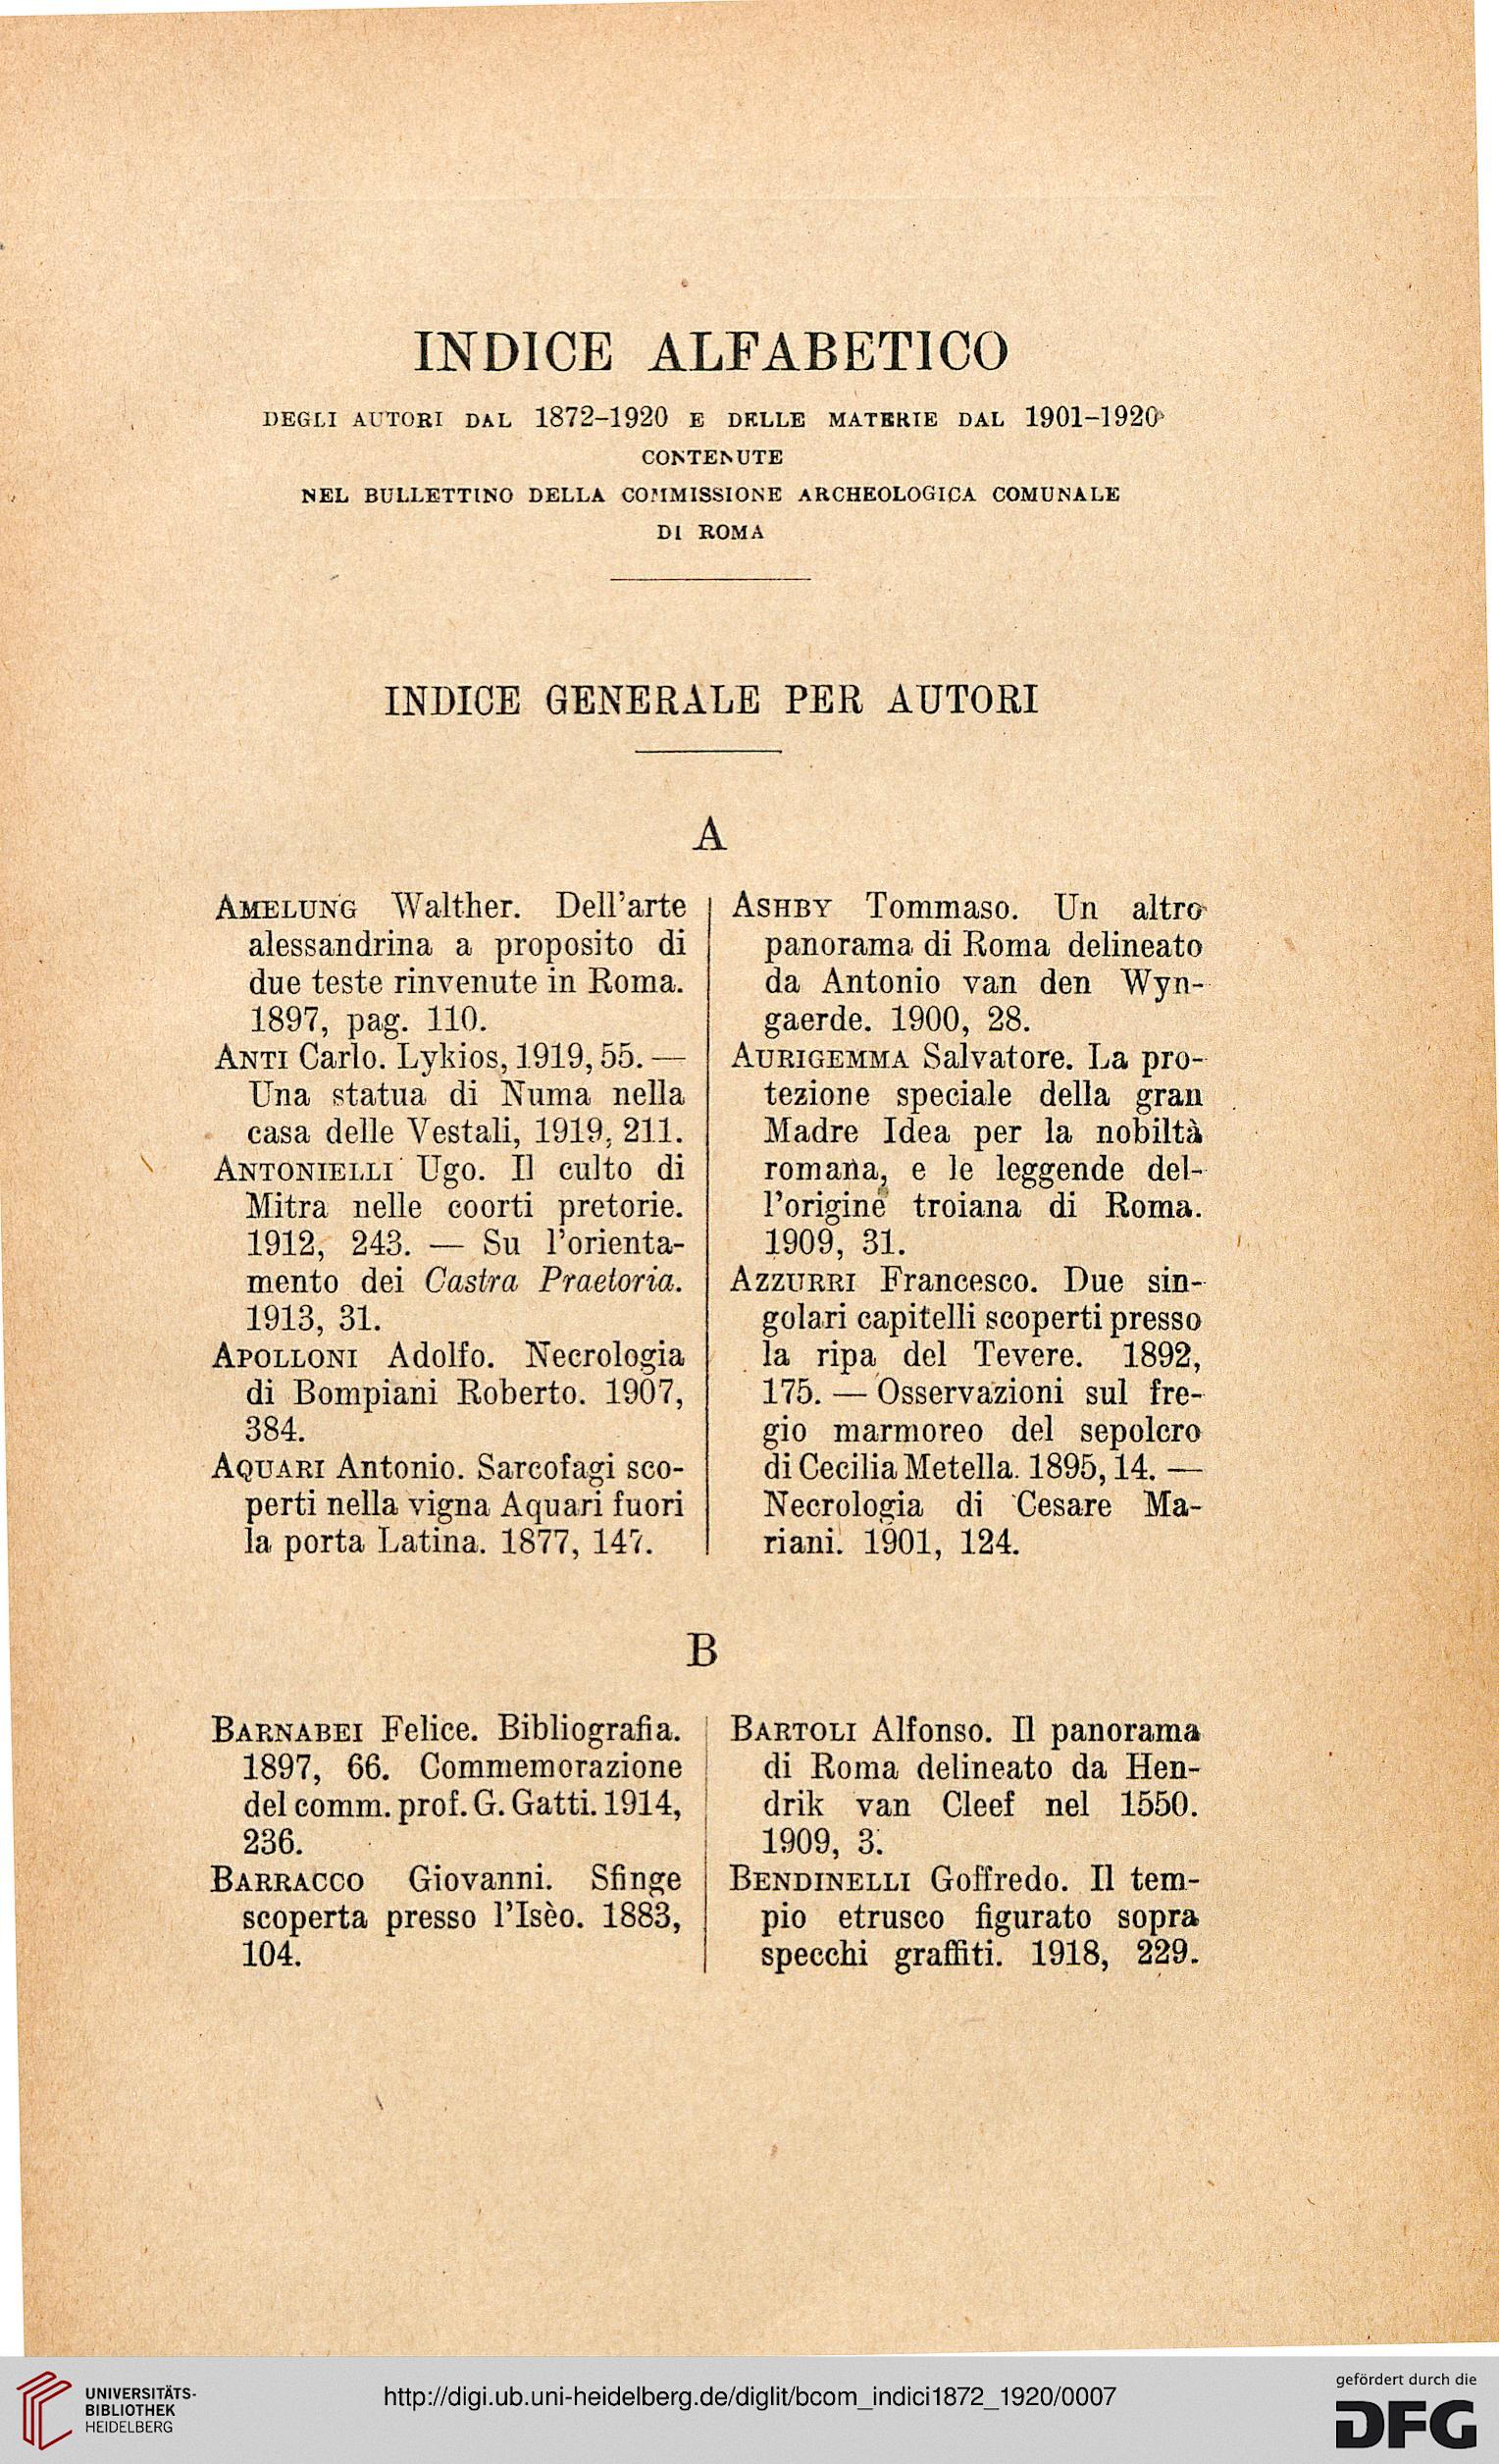 INDICE ALFABETICO
DEGLI AUTORI DAL 1872-1920 E DELLE MATERIE DAL 1901-1920
CONTENUTE
NEL BULLETTINO DELLA COMMISSIONE ARCHEOLOGICA COMUNALE
DI ROMA
INDICE GENERALE PER AUTORI
A
AMELUNG Walther. Dell'arte
alessandrina a proposito di
due teste rinvenute in Roma.
1897, pag. 110.
ANTI Carlo. Lykios, 1919, 55. —
Una statua di Numa nella
casa delle Vestali, 1919, 211.
ANTONIELLI Ugo. Il culto di
Mitra nelle coorti pretorie.
1912, 243. — Su l'orienta-
mento dei Castra Praetoria.
1913, 31.
APOLLONI Adolfo. Necrologia
di Bompiani Roberto. 1907,
384.
AQUARI Antonio. Sarcofagi sco-
perti nella vigna Aquari fuori
la porta Latina. 1877, 147.
ASHBY Tommaso. Un altro
panorama di Roma delineato
da Antonio van den Wyn-
gaerde. 1900, 28.
AURIGEMMA Salvatore. La pro-
tezione speciale della gran
Madre Idea per la nobiltà
romana, e le leggende del-
l'origine troiana di Roma.
1909, 31.
AZZURRI Francesco. Due sin-
golari capitelli scoperti presso
la ripa del Tevere. 1892,
175. — Osservazioni sul fre-
gio marmoreo del sepolcro
di Cecilia Metella. 1895, 14. —
Necrologia di Cesare Ma-
riani. 1901, 124.
B
BARNABEI Felice. Bibliografia.
1897, 66. Commemorazione
del comm. prof. G. Gatti. 1914,
236.
BARRACCO Giovanni. Sfinge
scoperta presso l'Isèo. 1883,
104.
BARTOLI Alfonso. Il panorama
di Roma delineato da Hen-
drik van Cleef nel 1550.
1909, 3.
BENDINELLI Goffredo. Il tem-
pio etrusco figurato sopra
specchi graffiti. 1918, 229.
UNIVERSITÄTS-
BIBLIOTHEK
HEIDELBERG
http://digi.ub.uni-heidelberg.de/diglit/bcom_indici1872_1920/0007
gefördert durch die
DFG